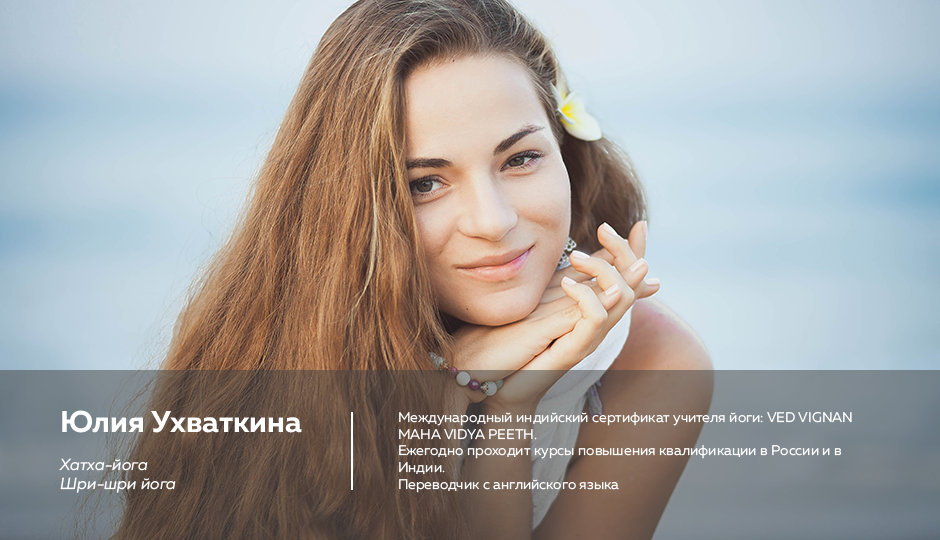 Юлия Ухваткина
Хатха-йога
Шри-шри йога
Международный индийский сертификат учителя йоги: VED VIGNAN
MAHA VIDYA PEETH.
Ежегодно проходит курсы повышения квалификации в России и в
Индии.
Переводчик с английского языка